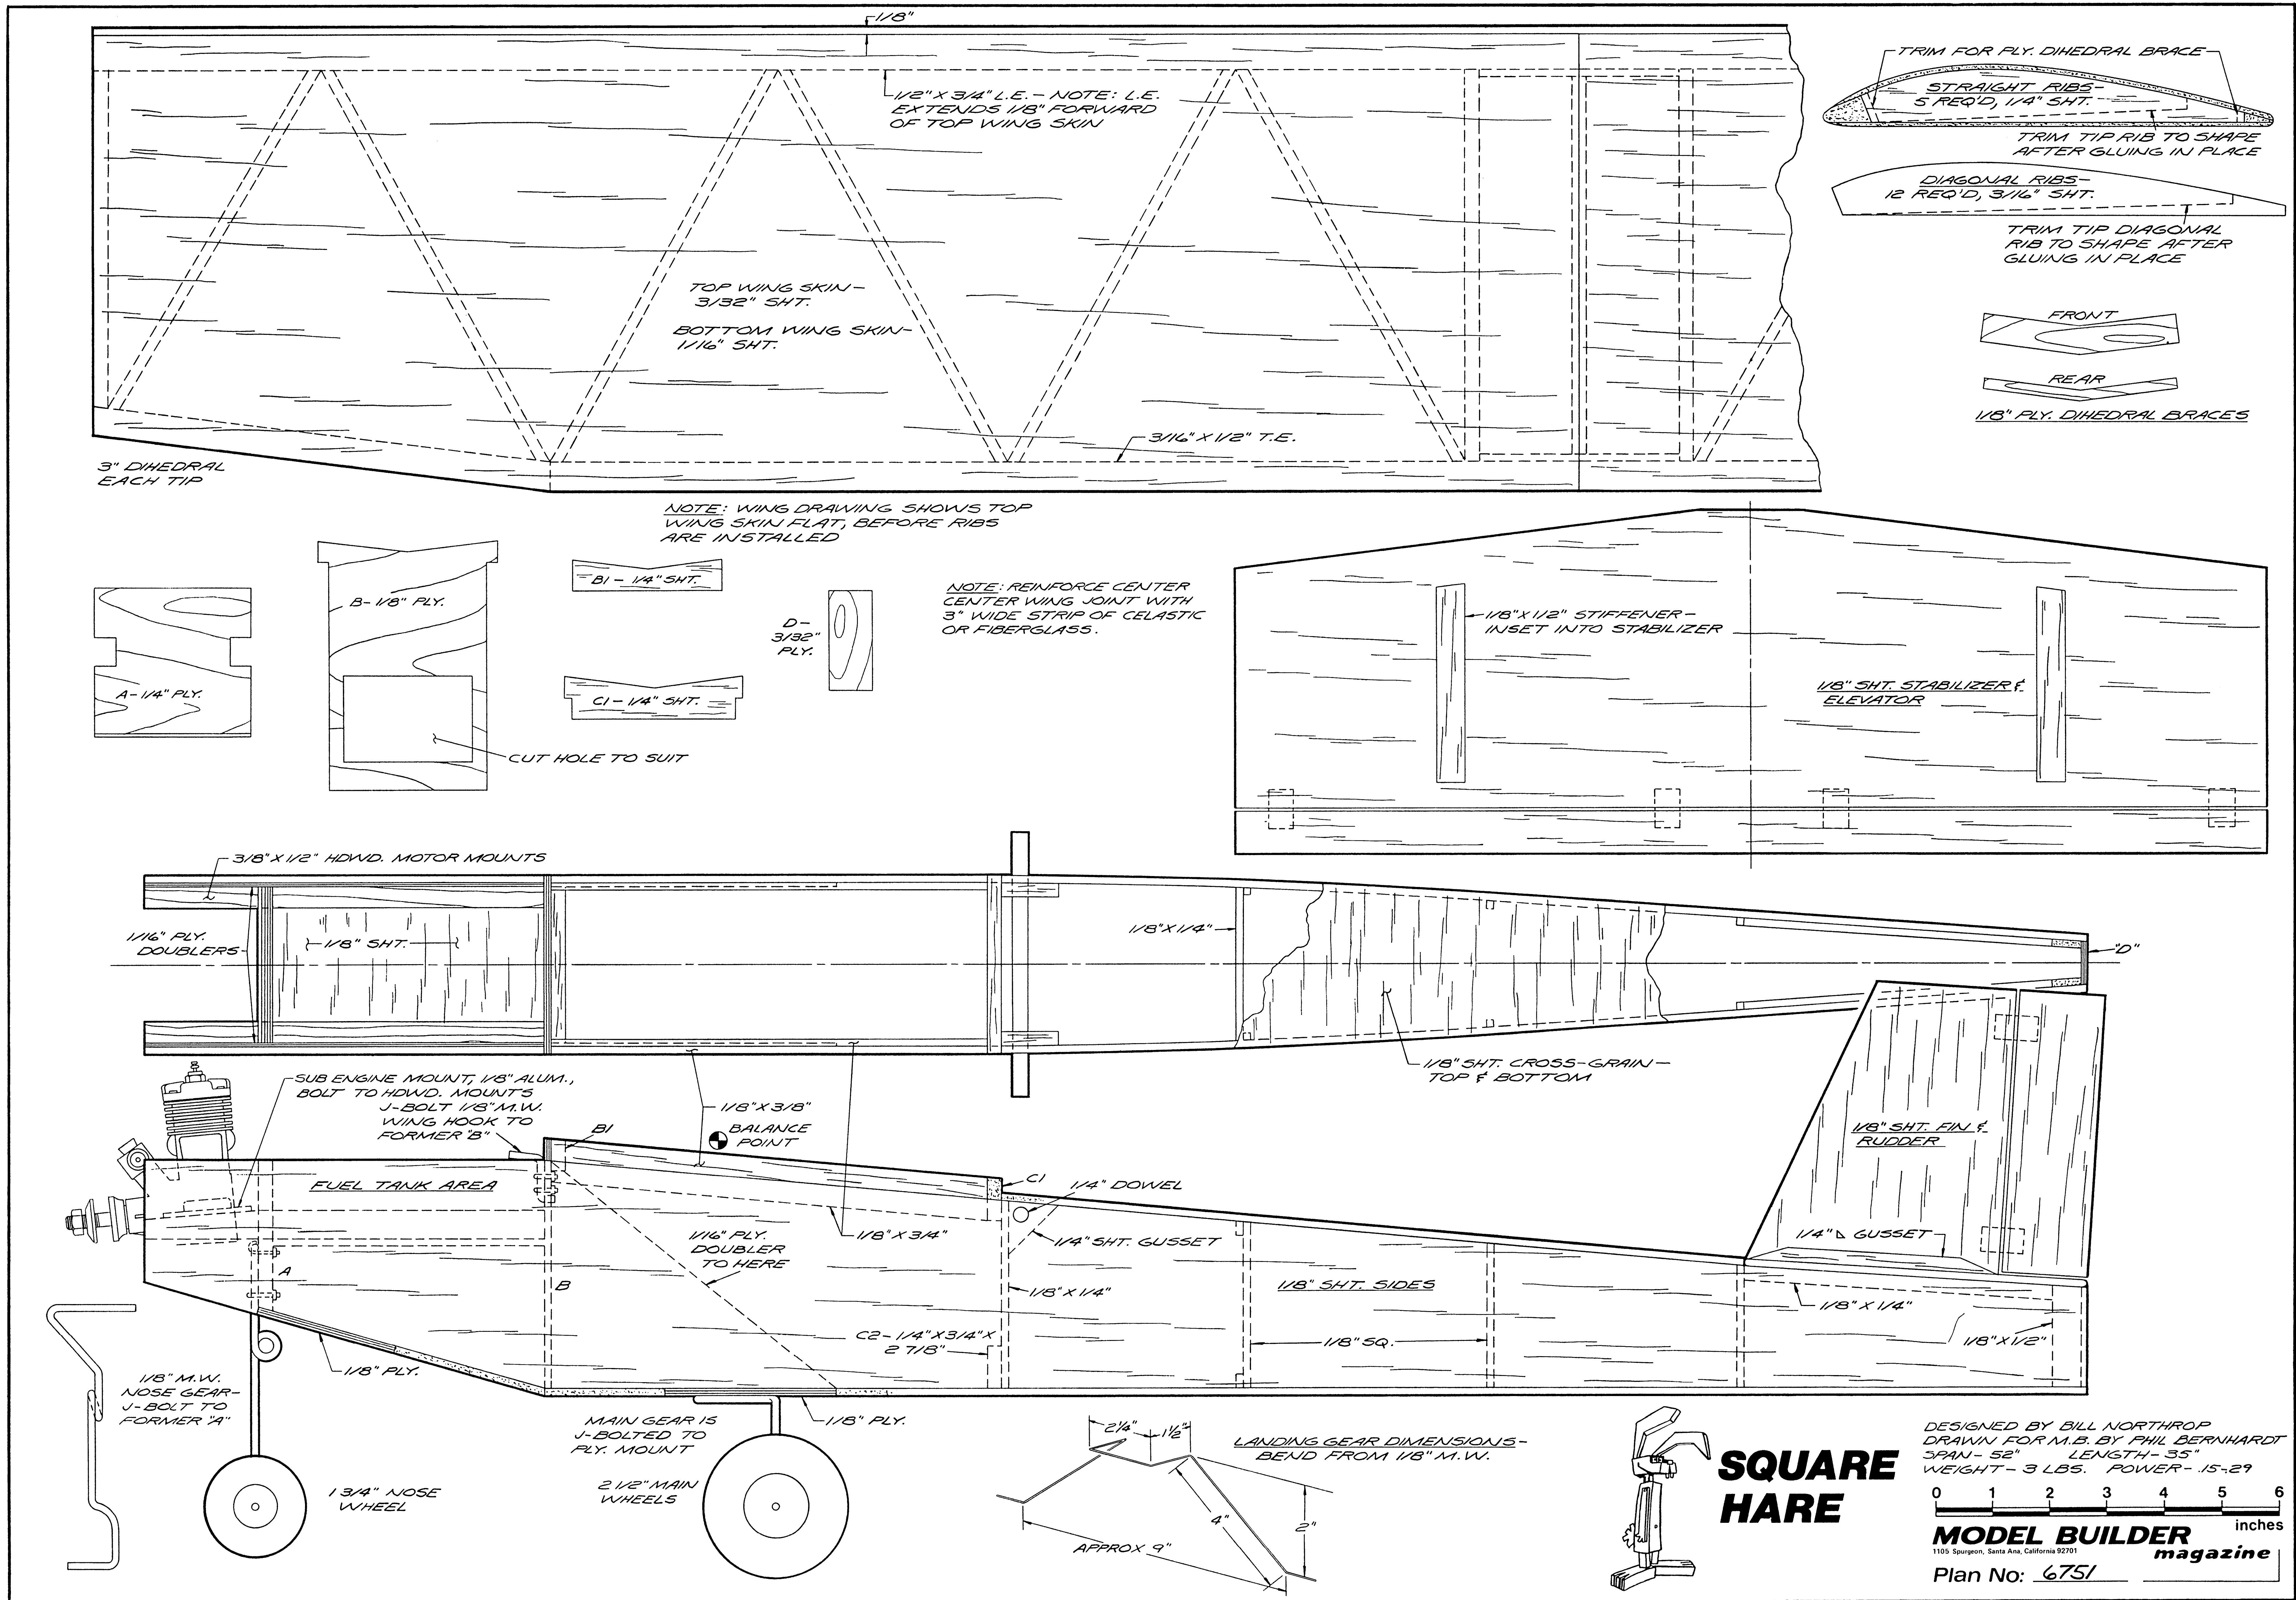 1/8"
1/2" X 3/4" L.E. - NOTE: L.E.
EXTENDS 1/8" FORWARD
OF TOP WING SKIN
TOP WING SKIN -
3/32" SHT.
BOTTOM WING SKIN -
1/16" SHT.
3/16" X 1/2" T.E.
3" DIHEDRAL
EACH TIP
NOTE: WING DRAWING SHOWS TOP
WING SKIN FLAT, BEFORE RIBS
ARE INSTALLED
TRIM FOR PLY. DIHEDRAL BRACE
STRAIGHT RIBS -
5 REQ'D, 1/4" SHT.
TRIM TIP RIB TO SHAPE
AFTER GLUING IN PLACE
DIAGONAL RIBS -
12 REQ'D, 3/16" SHT.
TRIM TIP DIAGONAL
RIB TO SHAPE AFTER
GLUING IN PLACE
FRONT
REAR
1/8" PLY. DIHEDRAL BRACES
A - 1/4" PLY.
B - 1/8" PLY.
CUT HOLE TO SUIT
B1 - 1/4" SHT.
C1 - 1/4" SHT.
D -
3/32"
PLY.
NOTE: REINFORCE CENTER
CENTER WING JOINT WITH
3" WIDE STRIP OF CELASTIC
OR FIBERGLASS.
1/8" X 1/2" STIFFENER -
INSET INTO STABILIZER
1/8" SHT. STABILIZER &
ELEVATOR
3/8" X 1/2" HDWD. MOTOR MOUNTS
1/16" PLY.
DOUBLERS
1/8" SHT.
1/8" X 1/4"
"D"
1/8" SHT. CROSS-GRAIN -
TOP & BOTTOM
SUB ENGINE MOUNT, 1/8" ALUM.,
BOLT TO HDWD. MOUNTS
J-BOLT 1/8" M.W.
WING HOOK TO
FORMER "B"
1/8" X 3/8"
BALANCE
POINT
B1
FUEL TANK AREA
C1
1/4" DOWEL
1/8" X 3/4"
1/4" SHT. GUSSET
1/16" PLY.
DOUBLER
TO HERE
A
B
1/8" X 1/4"
1/8" SHT. SIDES
C2 - 1/4" X 3/4" X
2 7/8"
1/8" SQ.
1/8" SHT. FIN &
RUDDER
1/4" ⊿ GUSSET
1/8" X 1/4"
1/8" X 1/2"
1/8" PLY.
1/8" M.W.
NOSE GEAR -
J-BOLT TO
FORMER "A"
1 3/4" NOSE
WHEEL
MAIN GEAR IS
J-BOLTED TO
PLY. MOUNT
1/8" PLY.
2 1/2" MAIN
WHEELS
2 1/4"
1 1/2"
LANDING GEAR DIMENSIONS -
BEND FROM 1/8" M.W.
4"
2"
APPROX 9"
SQUARE
HARE
DESIGNED BY BILL NORTHROP
DRAWN FOR M.B. BY PHIL BERNHARDT
SPAN - 52" LENGTH - 35"
WEIGHT - 3 LBS. POWER - .15-.29
0 1 2 3 4 5 6
inches
MODEL BUILDER
1105 Spurgeon, Santa Ana, California 92701
magazine
Plan No: 6751